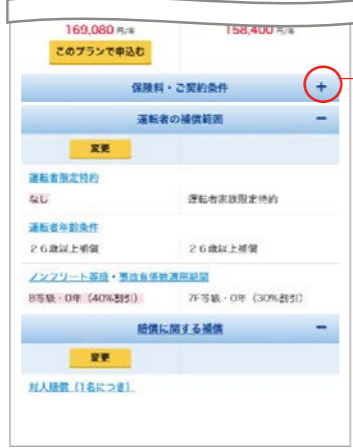 169,080 円/年 158,400 円/年
このプランで申込む
保険料・ご契約条件 +
運転者の補償範囲 −
変更
運転者限定特約
なし 運転者家族限定特約
運転者年齢条件
26歳以上補償 26歳以上補償
ノンフリート等級・事故有係数適用期間
8等級・0年（40%割引） 7F等級・0年（30%割引）
賠償に関する補償 −
変更
対人賠償（1名につき）